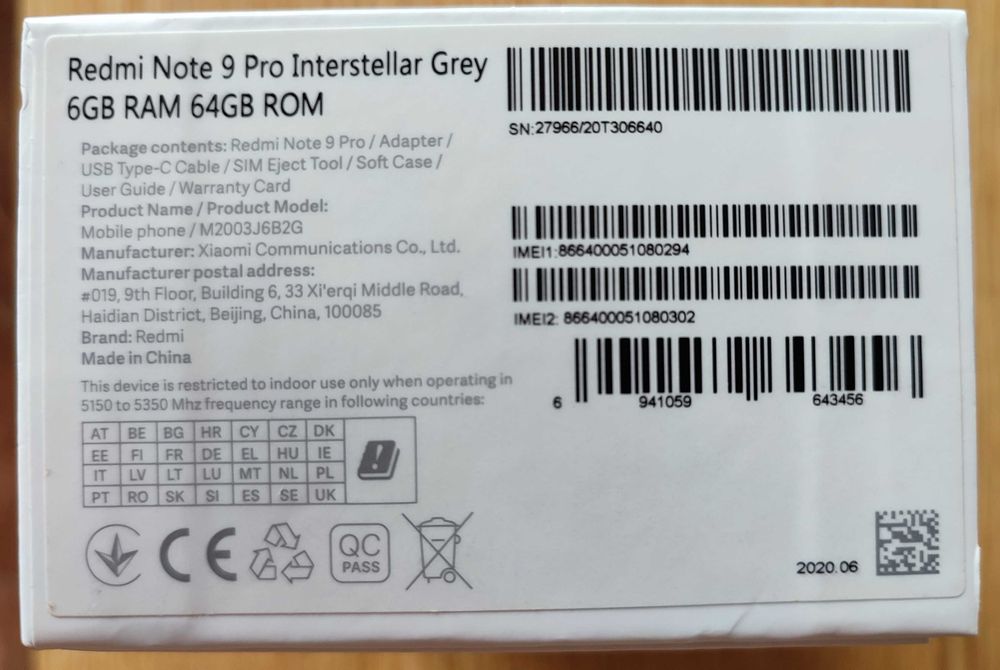 Redmi Note 9 Pro Interstellar Grey
6GB RAM 64GB ROM
Package contents: Redmi Note 9 Pro / Adapter /
USB Type-C Cable / SIM Eject Tool / Soft Case /
User Guide / Warranty Card
Product Name / Product Model:
Mobile phone / M2003J6B2G
Manufacturer: Xiaomi Communications Co., Ltd.
Manufacturer postal address:
#019, 9th Floor, Building 6, 33 Xi'erqi Middle Road,
Haidian District, Beijing, China, 100085
Brand: Redmi
Made in China
This device is restricted to indoor use only when operating in
5150 to 5350 Mhz frequency range in following countries:
AT BE BG HR CY CZ DK
EE FI FR DE EL HU IE
IT LV LT LU MT NL PL
PT RO SK SI ES SE UK
CE
QC
PASS
SN:27966/20T306640
IMEI1:866400051080294
IMEI2: 866400051080302
6 941059 643456
2020.06